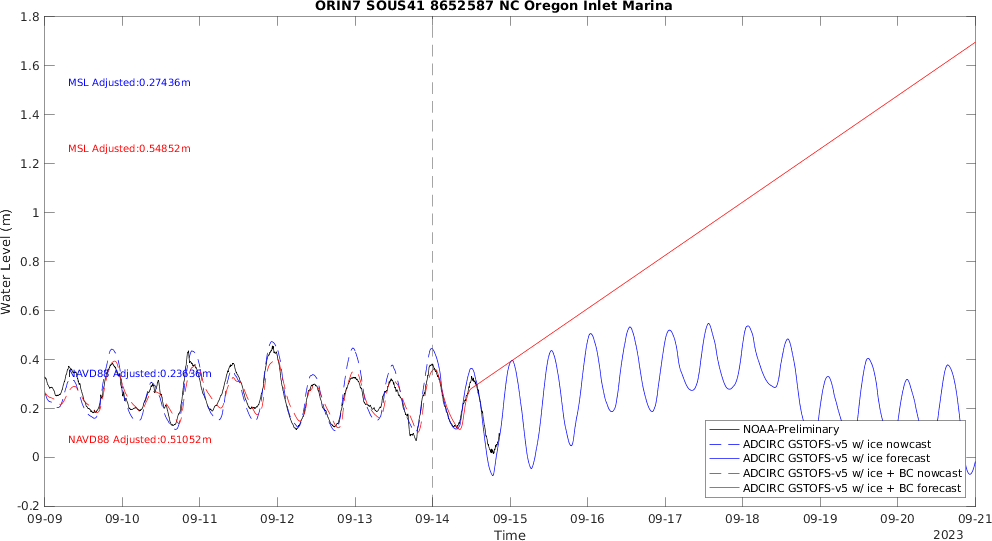 ORIN7 SOUS41 8652587 NC Oregon Inlet Marina
1.8
1.6
1.4
1.2
1
0.8
0.6
0.4
0.2
0
-0.2
Water Level (m)
MSL Adjusted:0.27436m
MSL Adjusted:0.54852m
NAVD88 Adjusted:0.23636m
NAVD88 Adjusted:0.51052m
NOAA-Preliminary
ADCIRC GSTOFS-v5 w/ ice nowcast
ADCIRC GSTOFS-v5 w/ ice forecast
ADCIRC GSTOFS-v5 w/ ice + BC nowcast
ADCIRC GSTOFS-v5 w/ ice + BC forecast
09-09 09-10 09-11 09-12 09-13 09-14 09-15 09-16 09-17 09-18 09-19 09-20 09-21
Time
2023